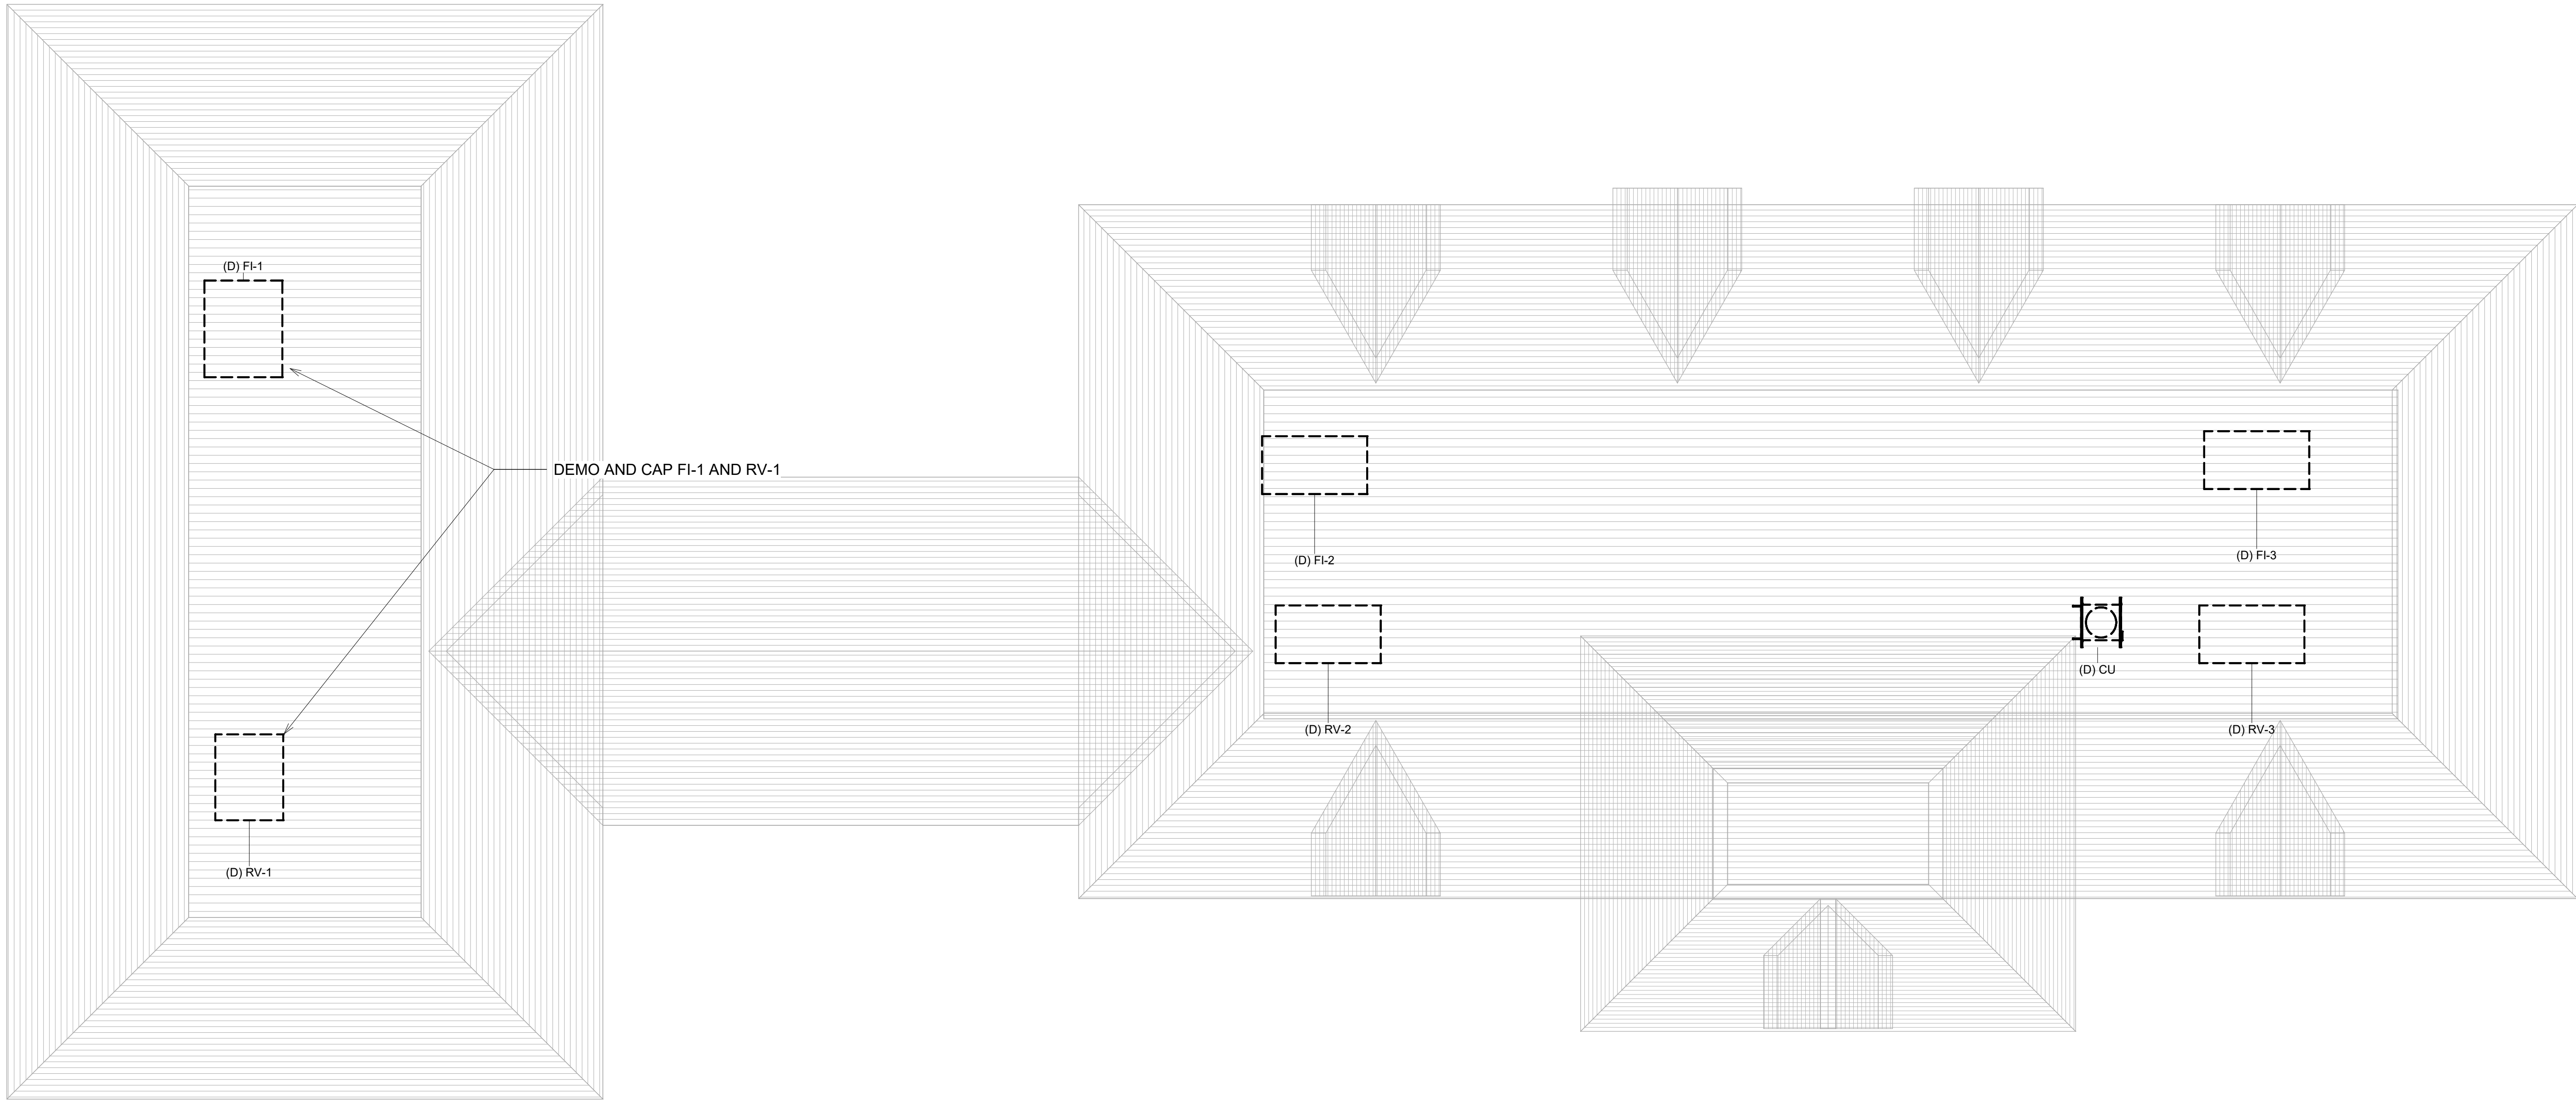 (D) FI-1
DEMO AND CAP FI-1 AND RV-1
(D) RV-1
(D) FI-2
(D) FI-3
(D) CU
(D) RV-2
(D) RV-3